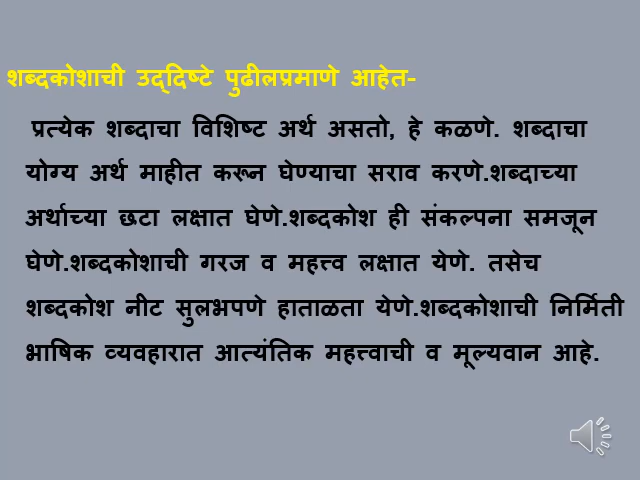 शब्दकोशाची उद्दिष्टे पुढीलप्रमाणे आहेत-
प्रत्येक शब्दाचा विशिष्ट अर्थ असतो, हे कळणे. शब्दाचा
योग्य अर्थ माहीत करून घेण्याचा सराव करणे.शब्दाच्या
अर्थाच्या छटा लक्षात घेणे.शब्दकोश ही संकल्पना समजून
घेणे.शब्दकोशाची गरज व महत्त्व लक्षात येणे. तसेच
शब्दकोश नीट सुलभपणे हाताळता येणे.शब्दकोशाची निर्मिती
भाषिक व्यवहारात आत्यंतिक महत्त्वाची व मूल्यवान आहे.